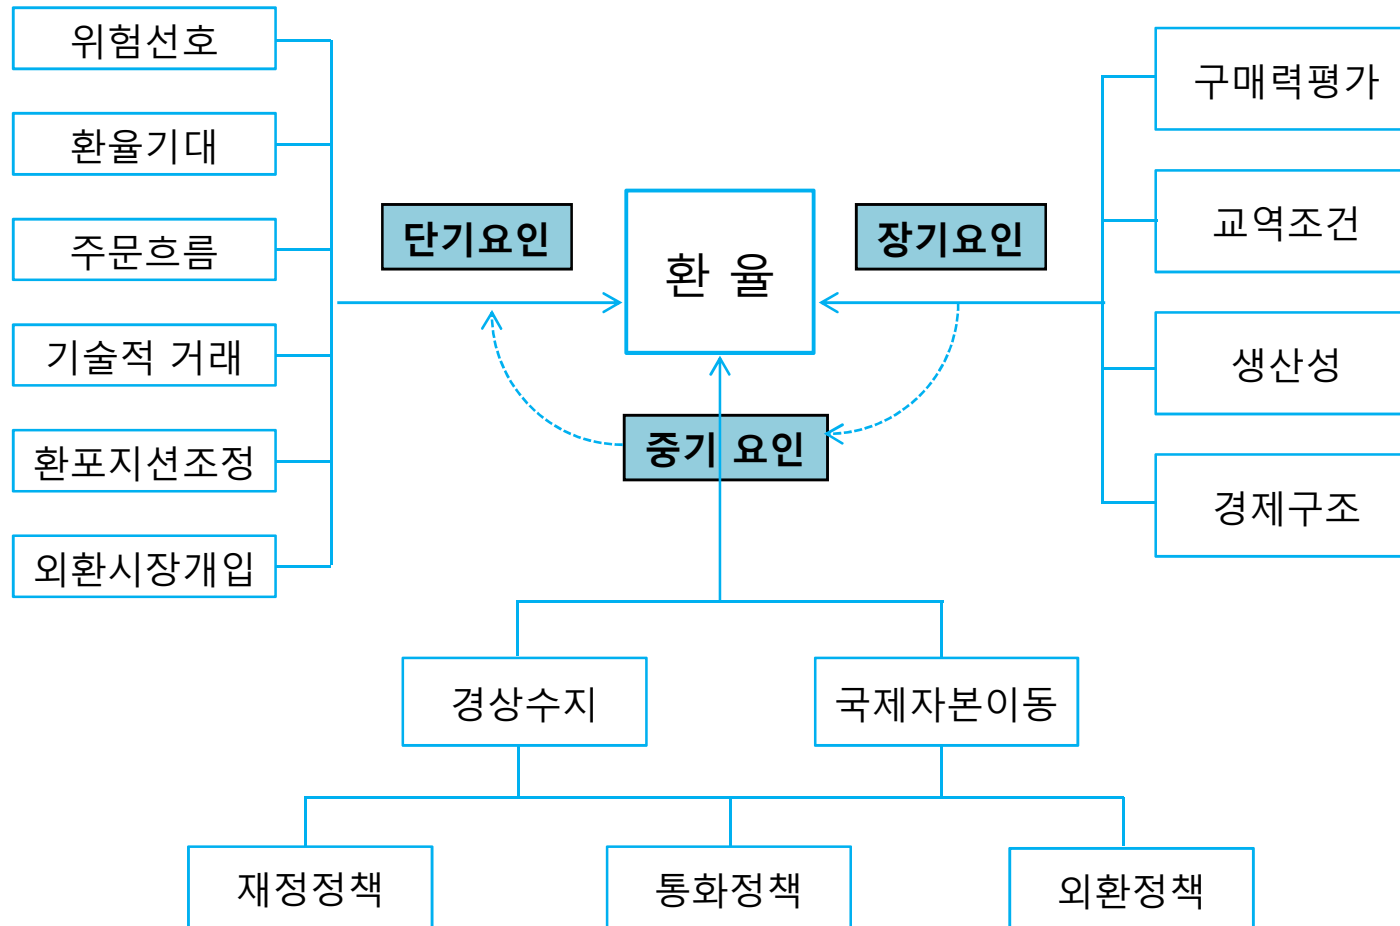 위험선호
환율기대
주문흐름
기술적 거래
환포지션조정
외환시장개입
단기요인
환 율
장기요인
중기 요인
구매력평가
교역조건
생산성
경제구조
경상수지
국제자본이동
재정정책
통화정책
외환정책